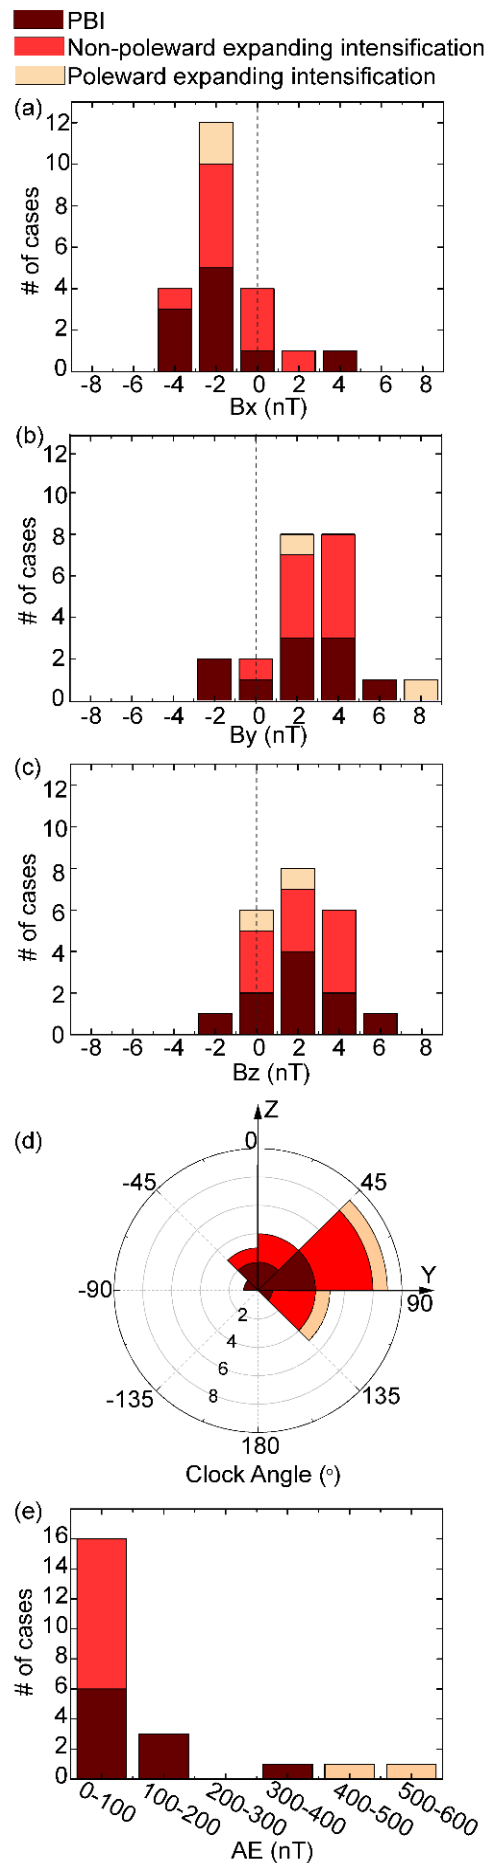 PBI
Non-poleward expanding intensification
Poleward expanding intensification
(a)
12
10
8
6
4
2
0
# of cases
-8 -6 -4 -2 0 2 4 6 8
Bx (nT)
(b)
12
10
8
6
4
2
0
# of cases
-8 -6 -4 -2 0 2 4 6 8
By (nT)
(c)
12
10
8
6
4
2
0
# of cases
-8 -6 -4 -2 0 2 4 6 8
Bz (nT)
(d)
Z
0
-45 45
Y
-90 90
2
4
6
8
-135 135
180
Clock Angle (°)
(e)
16
14
12
10
8
6
4
2
0
# of cases
0-100 100-200 200-300 300-400 400-500 500-600
AE (nT)